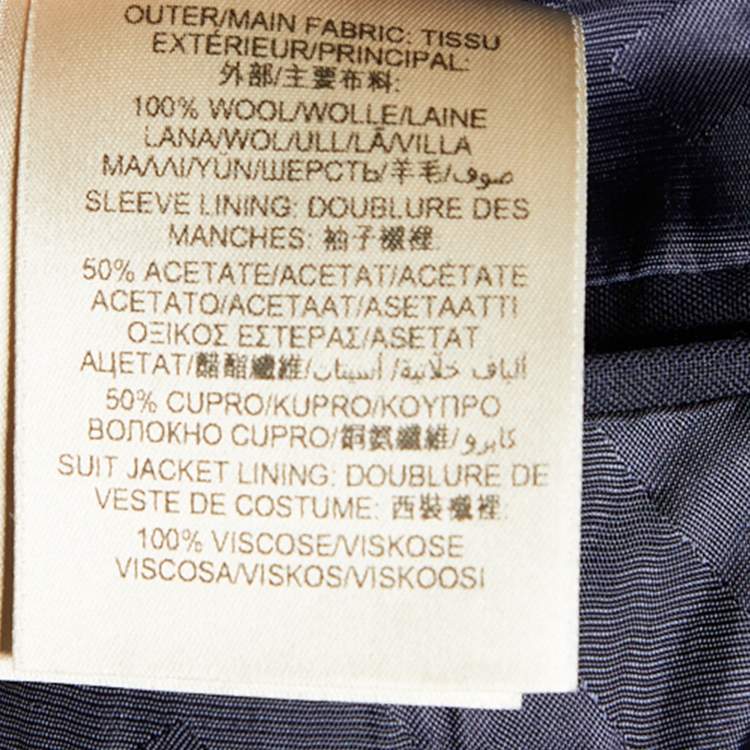 OUTER/MAIN FABRIC: TISSU
EXTÉRIEUR/PRINCIPAL:
外部/主要布料:
100% WOOL/WOLLE/LAINE
LANA/WOL/ULL/LÃ/VILLA
ΜΑΛΛΙ/YÜN/ШЕРСТЬ/羊毛/صوف
SLEEVE LINING: DOUBLURE DES
MANCHES: 袖子襯裡:
50% ACETATE/ACETAT/ACÉTATE
ACETATO/ACETAAT/ASETAATTI
ΟΞΙΚΟΣ ΕΣΤΕΡΑΣ/ASETAT
АЦЕТАТ/醋酯纖維/ألياف خلّاتية/ أسيتات
50% CUPRO/KUPRO/ΚΟΥΠΡΟ
ВОЛОКНО CUPRO/銅氨纖維/كابرو
SUIT JACKET LINING: DOUBLURE DE
VESTE DE COSTUME: 西裝襯裡:
100% VISCOSE/VISKOSE
VISCOSA/VISKOS/VISKOOSI